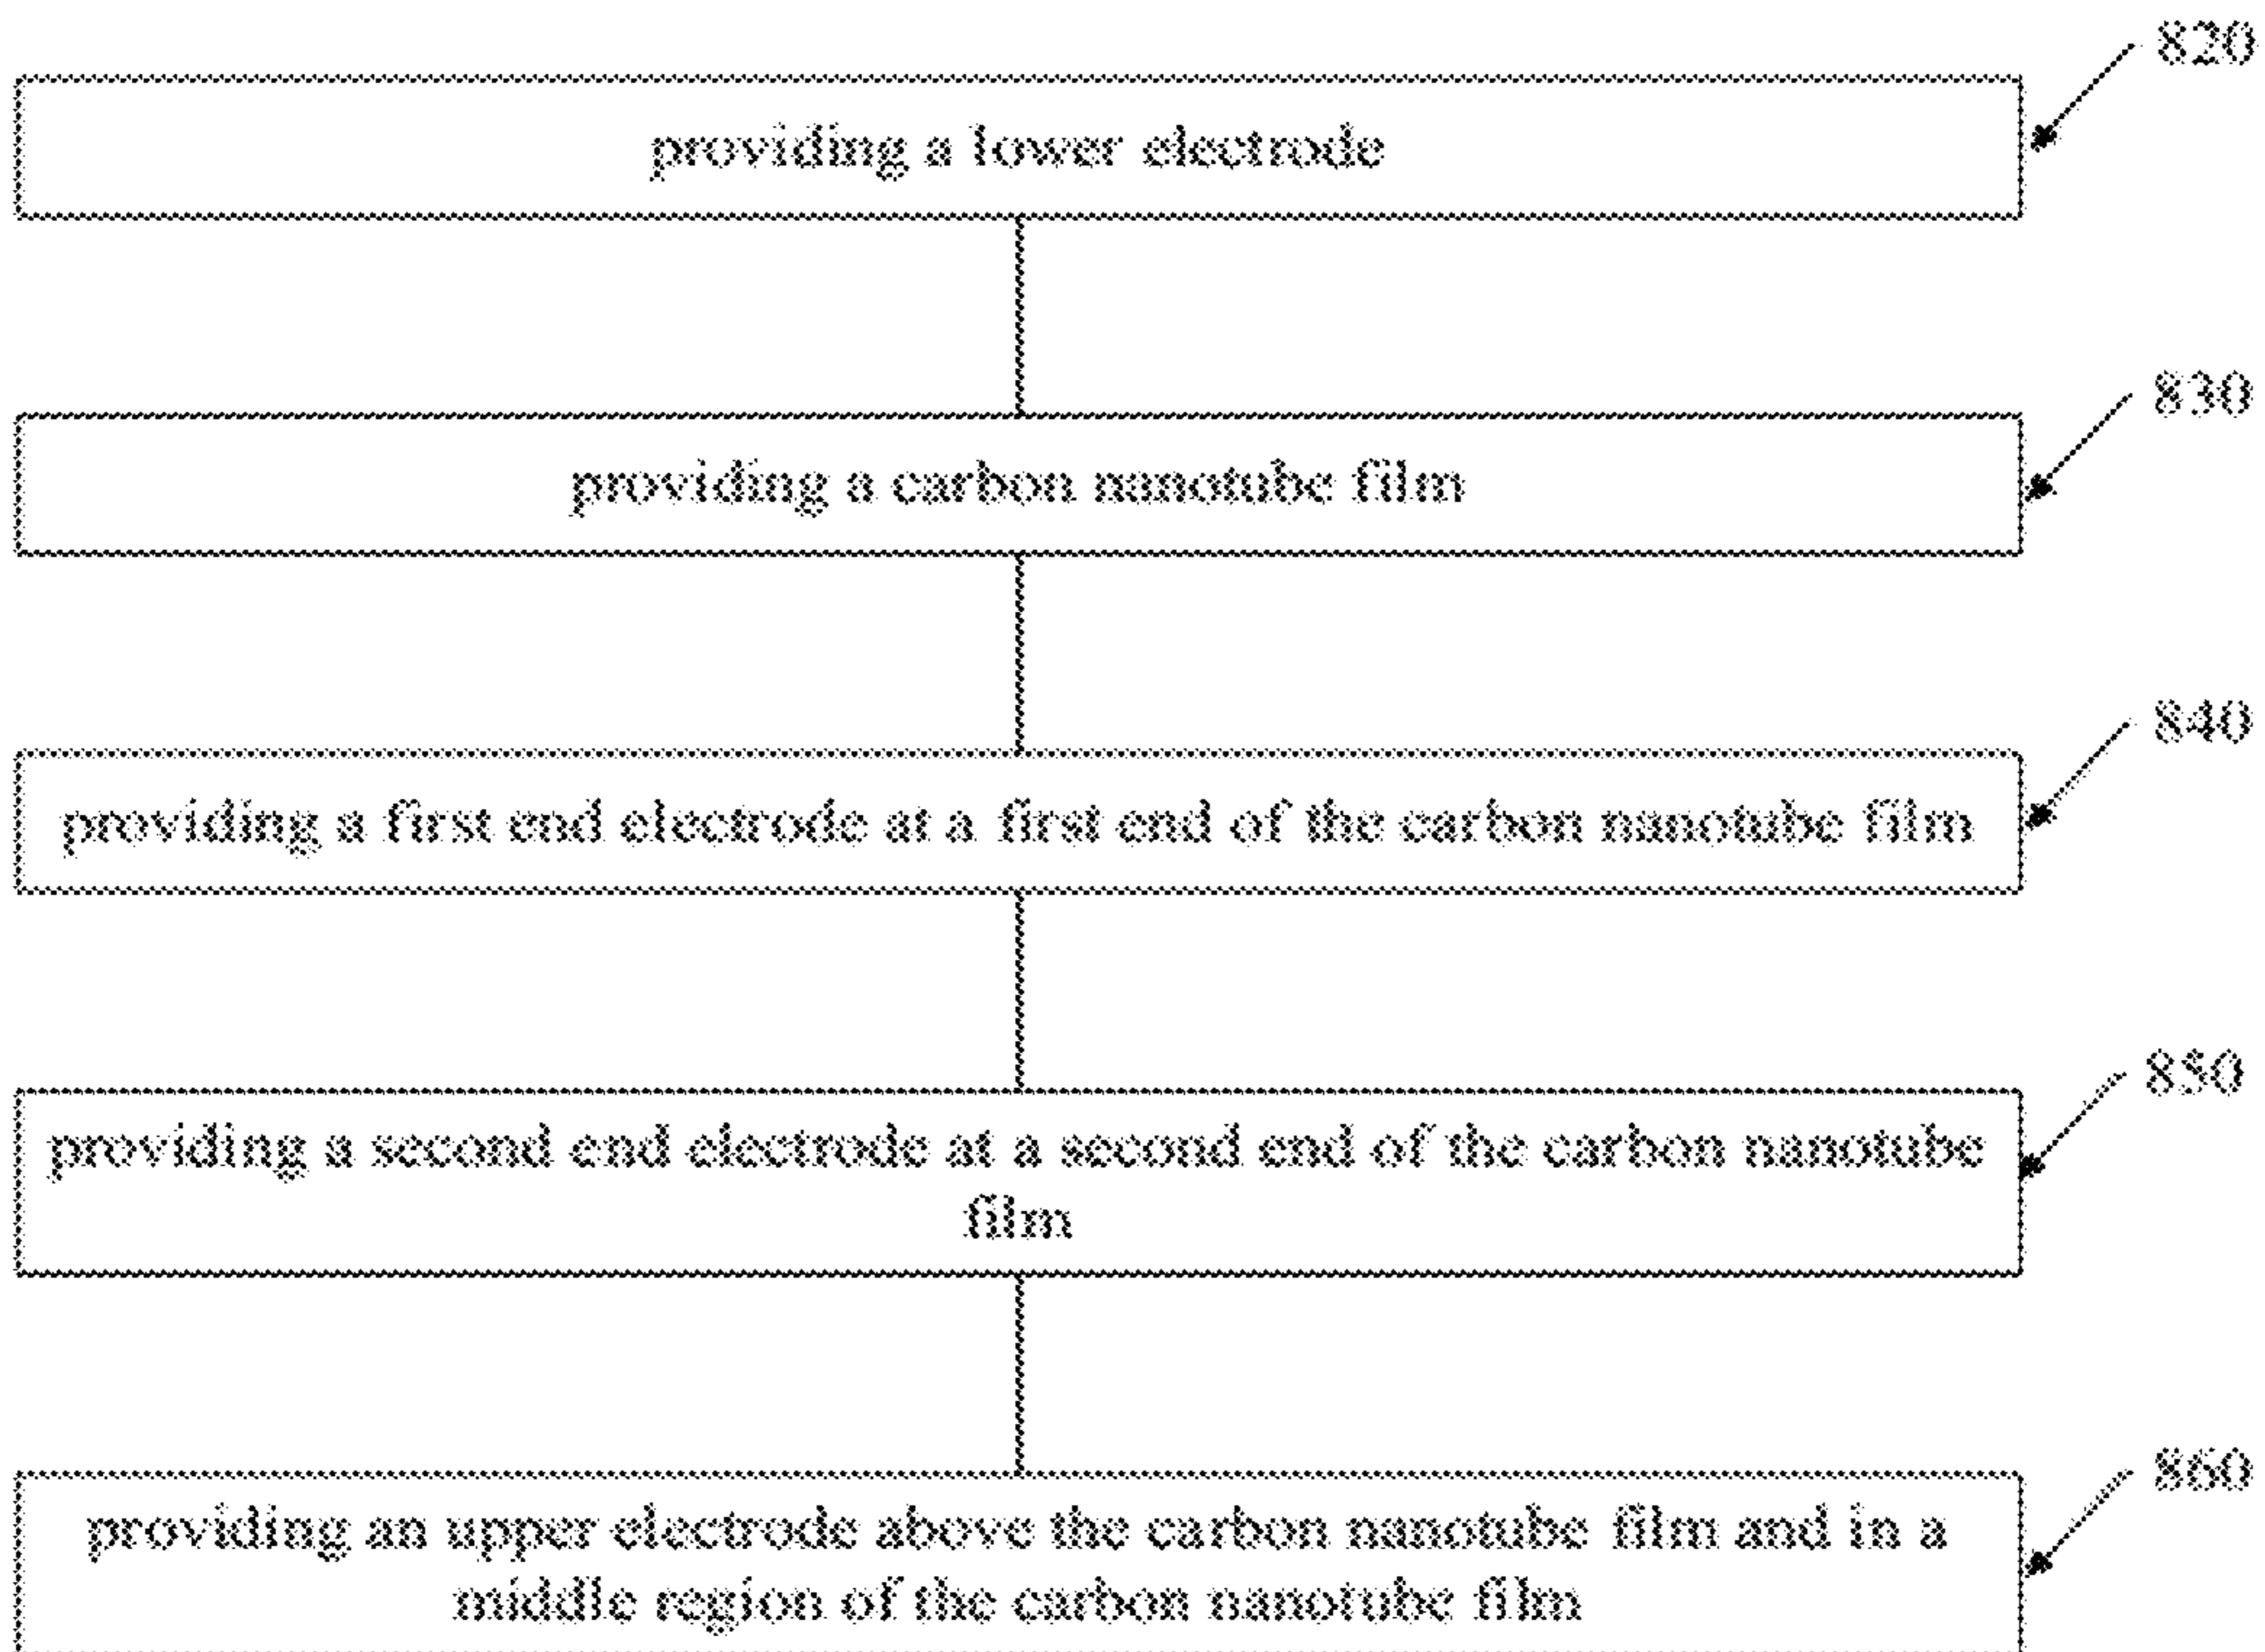 820
providing a lower electrode
830
providing a carbon nanotube film
840
providing a first end electrode at a first end of the carbon nanotube film
850
providing a second end electrode at a second end of the carbon nanotube
film
860
providing an upper electrode above the carbon nanotube film and in a
middle region of the carbon nanotube film